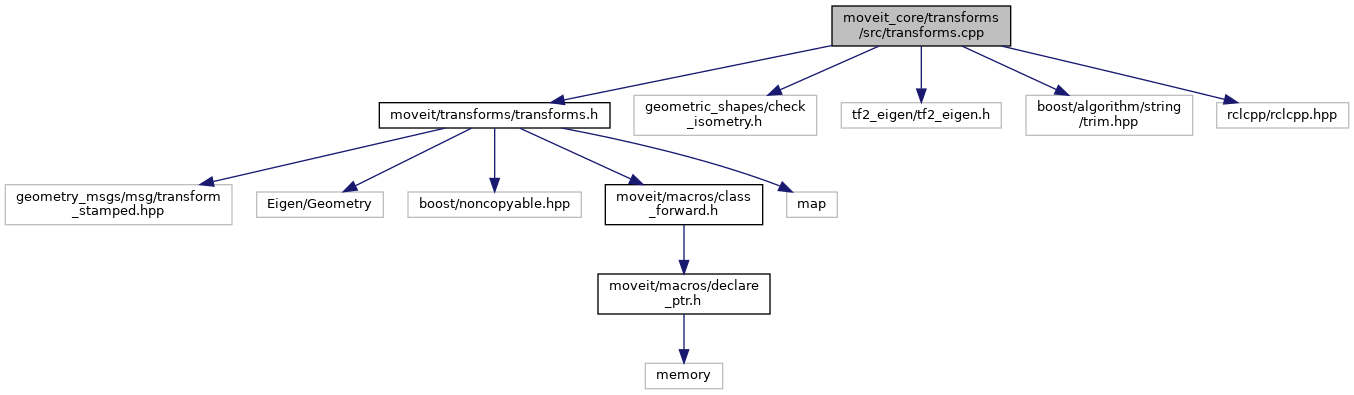 moveit_core/transforms
/src/transforms.cpp
moveit/transforms/transforms.h
geometric_shapes/check
_isometry.h
tf2_eigen/tf2_eigen.h
boost/algorithm/string
/trim.hpp
rclcpp/rclcpp.hpp
geometry_msgs/msg/transform
_stamped.hpp
Eigen/Geometry
boost/noncopyable.hpp
moveit/macros/class
_forward.h
map
moveit/macros/declare
_ptr.h
memory